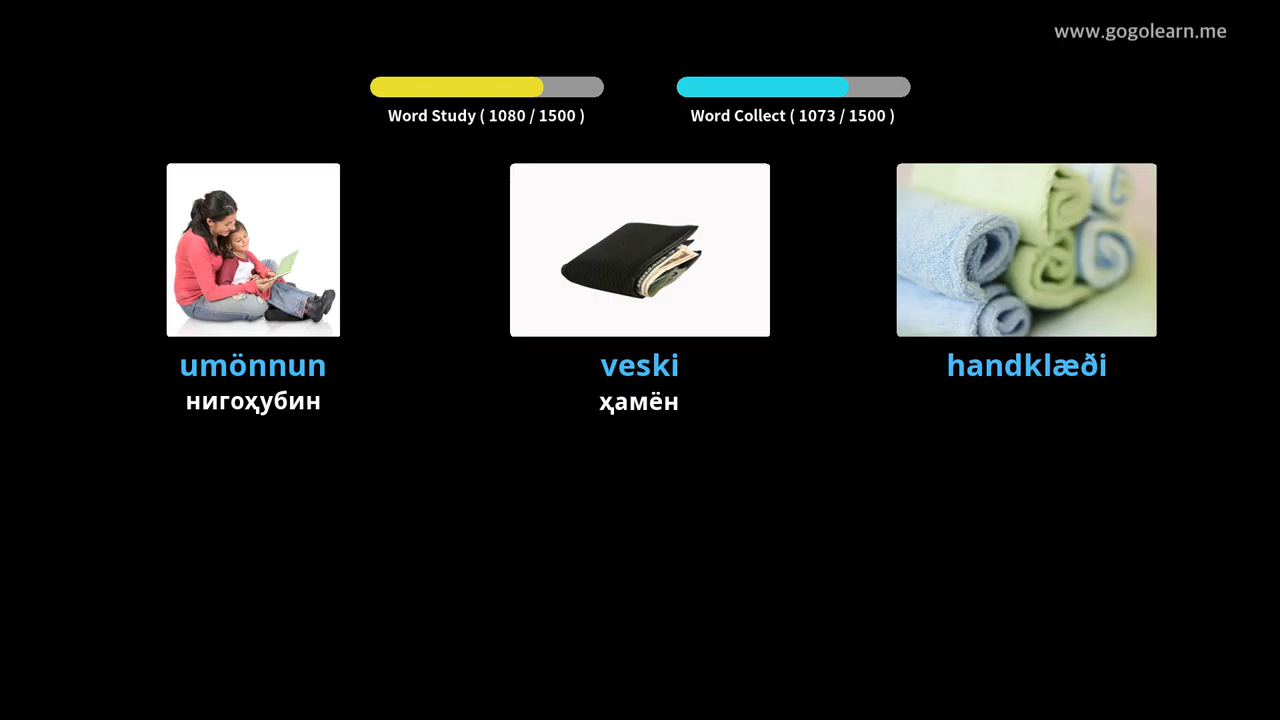 www.gogolearn.me
Word Study ( 1080 / 1500 )
Word Collect ( 1073 / 1500 )
umönnun
veski
handklæði
нигоҳубин
ҳамён